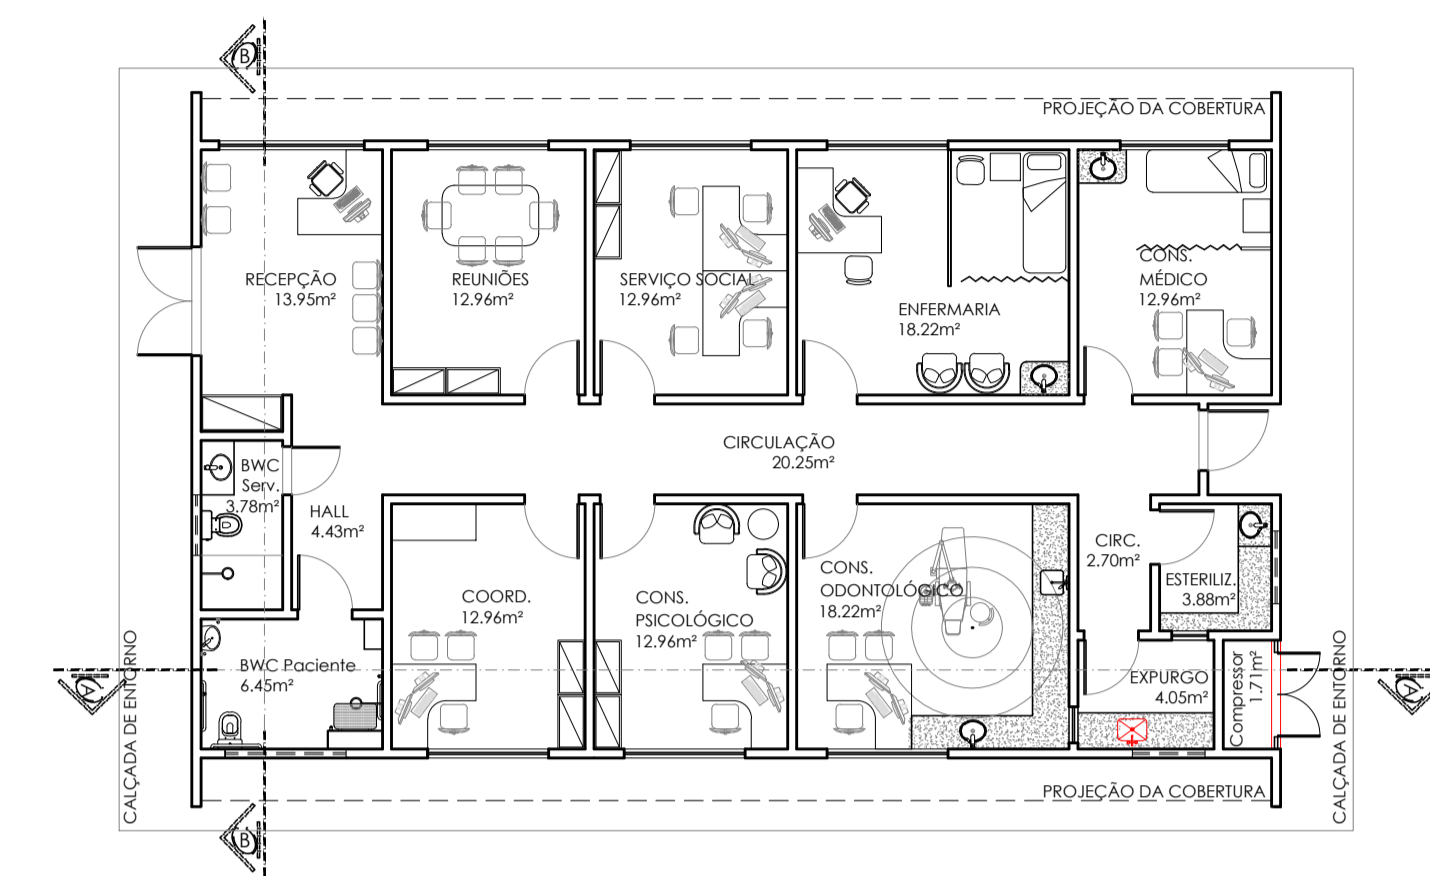 B
PROJEÇÃO DA COBERTURA
RECEPÇÃO
13.95m²
REUNIÕES
12.96m²
SERVIÇO SOCIAL
12.96m²
ENFERMARIA
18.22m²
CONS.
MÉDICO
12.96m²
CIRCULAÇÃO
20.25m²
BWC
Serv.
3.78m²
HALL
4.43m²
COORD.
12.96m²
CONS.
PSICOLÓGICO
12.96m²
CONS.
ODONTOLÓGICO
18.22m²
CIRC.
2.70m²
ESTERILIZ.
3.88m²
BWC Paciente
6.45m²
EXPURGO
4.05m²
Compressor
1.71m²
A
A
CALÇADA DE ENTORNO
CALÇADA DE ENTORNO
PROJEÇÃO DA COBERTURA
B